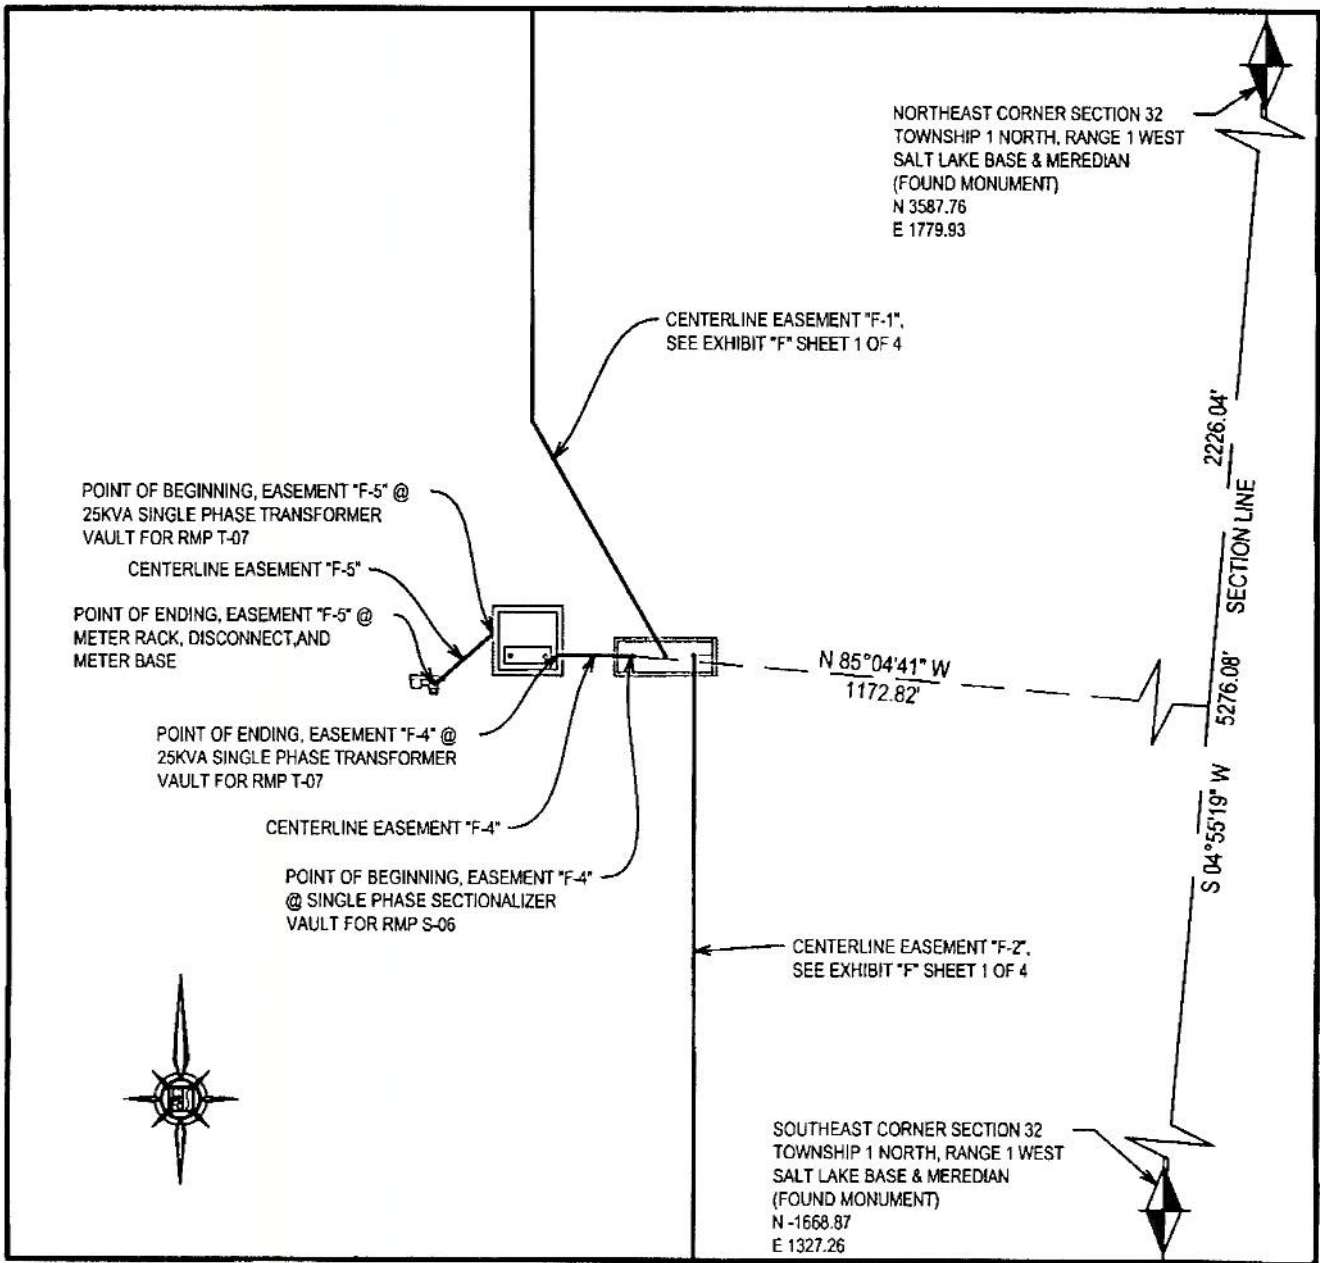 NORTHEAST CORNER SECTION 32
TOWNSHIP 1 NORTH, RANGE 1 WEST
SALT LAKE BASE & MEREDIAN
(FOUND MONUMENT)
N 3587.76
E 1779.93
CENTERLINE EASEMENT "F-1",
SEE EXHIBIT "F" SHEET 1 OF 4
2226.04'
SECTION LINE
5276.08'
S 04°55'19" W
POINT OF BEGINNING, EASEMENT "F-5" @
25KVA SINGLE PHASE TRANSFORMER
VAULT FOR RMP T-07
CENTERLINE EASEMENT "F-5"
POINT OF ENDING, EASEMENT "F-5" @
METER RACK, DISCONNECT,AND
METER BASE
N 85°04'41" W
1172.82'
POINT OF ENDING, EASEMENT "F-4" @
25KVA SINGLE PHASE TRANSFORMER
VAULT FOR RMP T-07
CENTERLINE EASEMENT "F-4"
POINT OF BEGINNING, EASEMENT "F-4"
@ SINGLE PHASE SECTIONALIZER
VAULT FOR RMP S-06
CENTERLINE EASEMENT "F-2",
SEE EXHIBIT "F" SHEET 1 OF 4
SOUTHEAST CORNER SECTION 32
TOWNSHIP 1 NORTH, RANGE 1 WEST
SALT LAKE BASE & MEREDIAN
(FOUND MONUMENT)
N -1668.87
E 1327.26